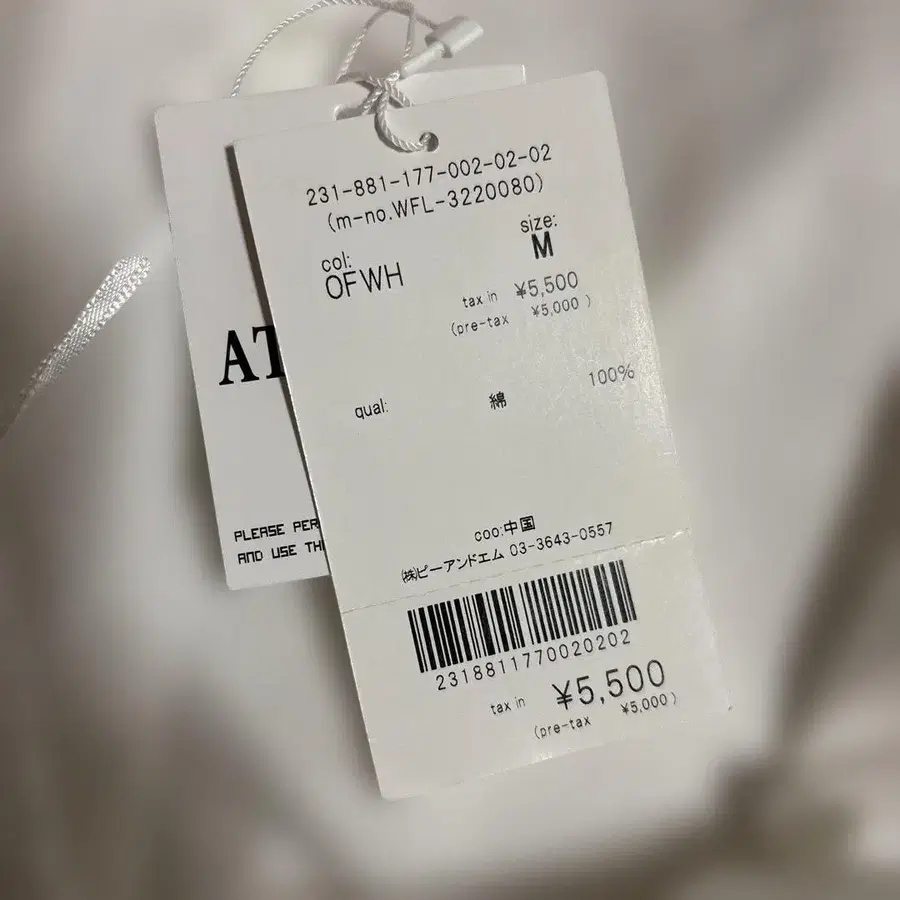 231-881-177-002-02-02
(m-no.WFL-3220080)
col:
OFWH
size:
M
tax in ¥5,500
(pre-tax ¥5,000 )
qual: 綿 100%
coo:中国
㈱ピーアンドエム 03-3643-0557
2318811770020202
tax in ¥5,500
(pre-tax ¥5,000 )
AT
PLEASE PER
AND USE TH